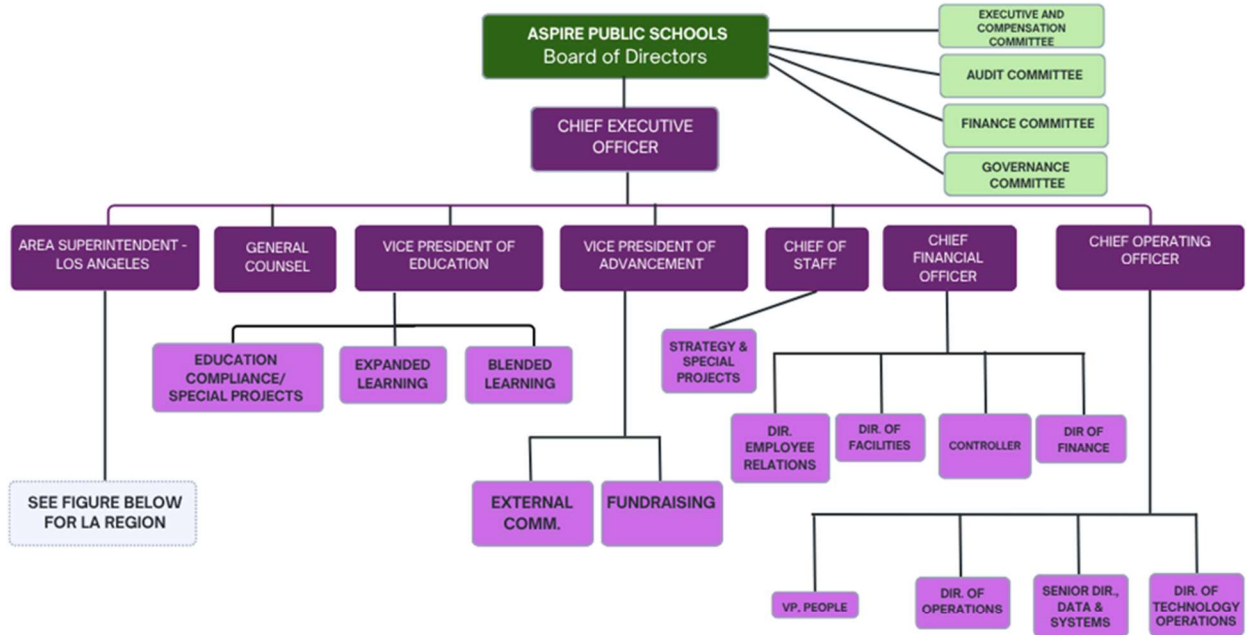 ASPIRE PUBLIC SCHOOLS
Board of Directors
EXECUTIVE AND
COMPENSATION
COMMITTEE
AUDIT COMMITTEE
FINANCE COMMITTEE
GOVERNANCE
COMMITTEE
CHIEF EXECUTIVE
OFFICER
AREA SUPERINTENDENT -
LOS ANGELES
GENERAL
COUNSEL
VICE PRESIDENT OF
EDUCATION
VICE PRESIDENT OF
ADVANCEMENT
CHIEF OF
STAFF
CHIEF
FINANCIAL
OFFICER
CHIEF OPERATING
OFFICER
EDUCATION
COMPLIANCE/
SPECIAL PROJECTS
EXPANDED
LEARNING
BLENDED
LEARNING
STRATEGY &
SPECIAL
PROJECTS
DIR.
EMPLOYEE
RELATIONS
DIR. OF
FACILITIES
CONTROLLER
DIR OF
FINANCE
SEE FIGURE BELOW
FOR LA REGION
EXTERNAL
COMM.
FUNDRAISING
VP, PEOPLE
DIR. OF
OPERATIONS
SENIOR DIR.,
DATA &
SYSTEMS
DIR. OF
TECHNOLOGY
OPERATIONS